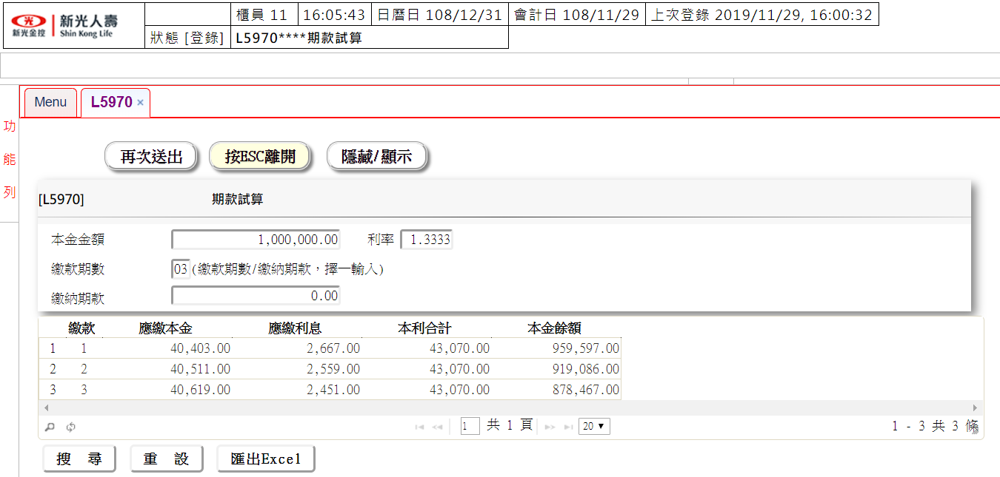 新光金控 新光人壽 Shin Kong Life
櫃員 11 16:05:43 日曆日 108/12/31 會計日 108/11/29 上次登錄 2019/11/29, 16:00:32
狀態 [登錄] L5970****期款試算
Menu L5970 ×
功能列
再次送出 按ESC離開 隱藏/顯示
[L5970] 期款試算
本金金額 1,000,000.00 利率 1.3333
繳款期數 03 (繳款期數/繳納期款，擇一輸入)
繳納期款 0.00
繳款 應繳本金 應繳利息 本利合計 本金餘額
1 1 40,403.00 2,667.00 43,070.00 959,597.00
2 2 40,511.00 2,559.00 43,070.00 919,086.00
3 3 40,619.00 2,451.00 43,070.00 878,467.00
1 共 1 頁 20 1 - 3 共 3 條
搜 尋 重 設 匯出Excel